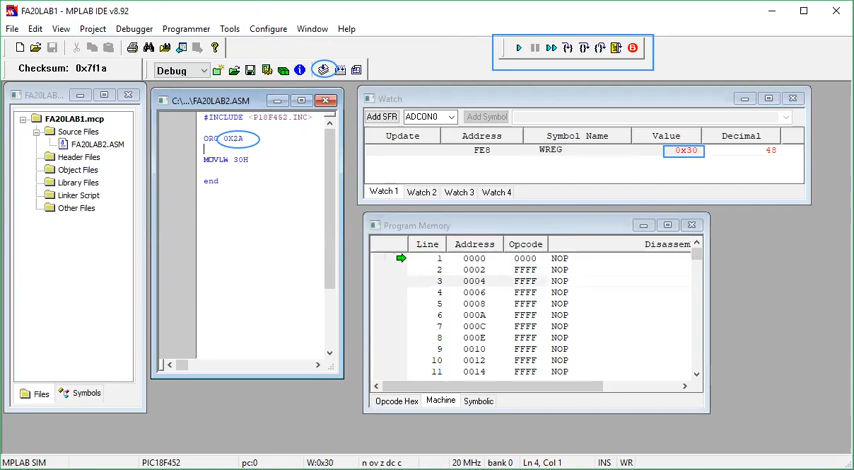 FA20LAB1 - MPLAB IDE v8.92
File Edit View Project Debugger Programmer Tools Configure Window Help
Checksum: 0x7f1a
Debug
FA20LAB1....
FA20LAB1.mcp
Source Files
FA20LAB2.ASM
Header Files
Object Files
Library Files
Linker Script
Other Files
Files Symbols
C:\...\FA20LAB2.ASM
#INCLUDE <P18F452.INC>
ORG 0X2A
MOVLW 30H
end
Watch
Add SFR ADCON0 Add Symbol
Update Address Symbol Name Value Decimal
FE8 WREG 0x30 48
Watch 1 Watch 2 Watch 3 Watch 4
Program Memory
Line Address Opcode Disassem
1 0000 0000 NOP
2 0002 FFFF NOP
3 0004 FFFF NOP
4 0006 FFFF NOP
5 0008 FFFF NOP
6 000A FFFF NOP
7 000C FFFF NOP
8 000E FFFF NOP
9 0010 FFFF NOP
10 0012 FFFF NOP
11 0014 FFFF NOP
Opcode Hex Machine Symbolic
MPLAB SIM PIC18F452 pc:0 W:0x30 n ov z dc c 20 MHz bank 0 Ln 4, Col 1 INS WR